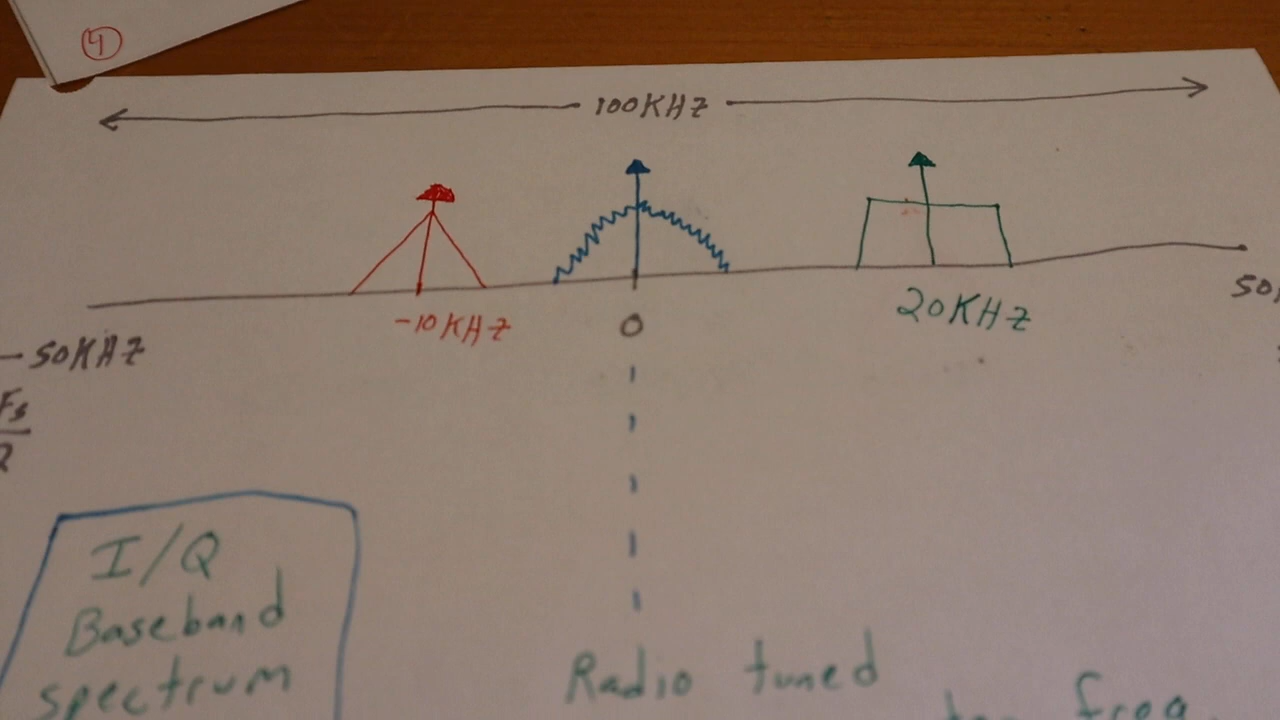 4
100KHZ
-10KHZ
0
20KHZ
-50KHZ
50
Fs
2
I/Q
Baseband
spectrum
Radio tuned
freq